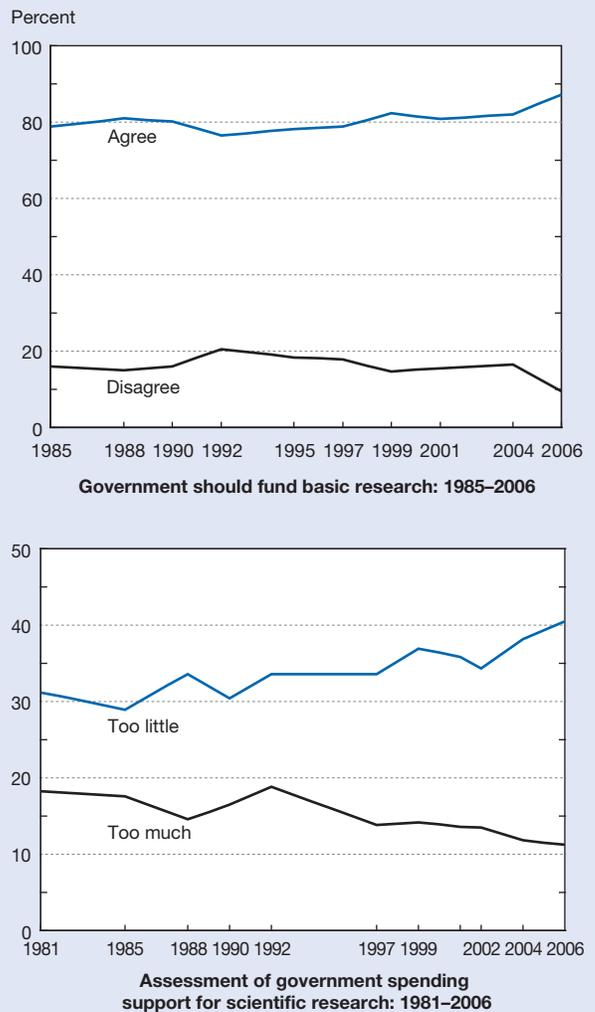 Percent
100
80
Agree
60
40
20
Disagree
0
1985 1988 1990 1992 1995 1997 1999 2001 2004 2006
Government should fund basic research: 1985–2006
50
40
30
Too little
20
Too much
10
0
1981 1985 1988 1990 1992 1997 1999 2002 2004 2006
Assessment of government spending
support for scientific research: 1981–2006